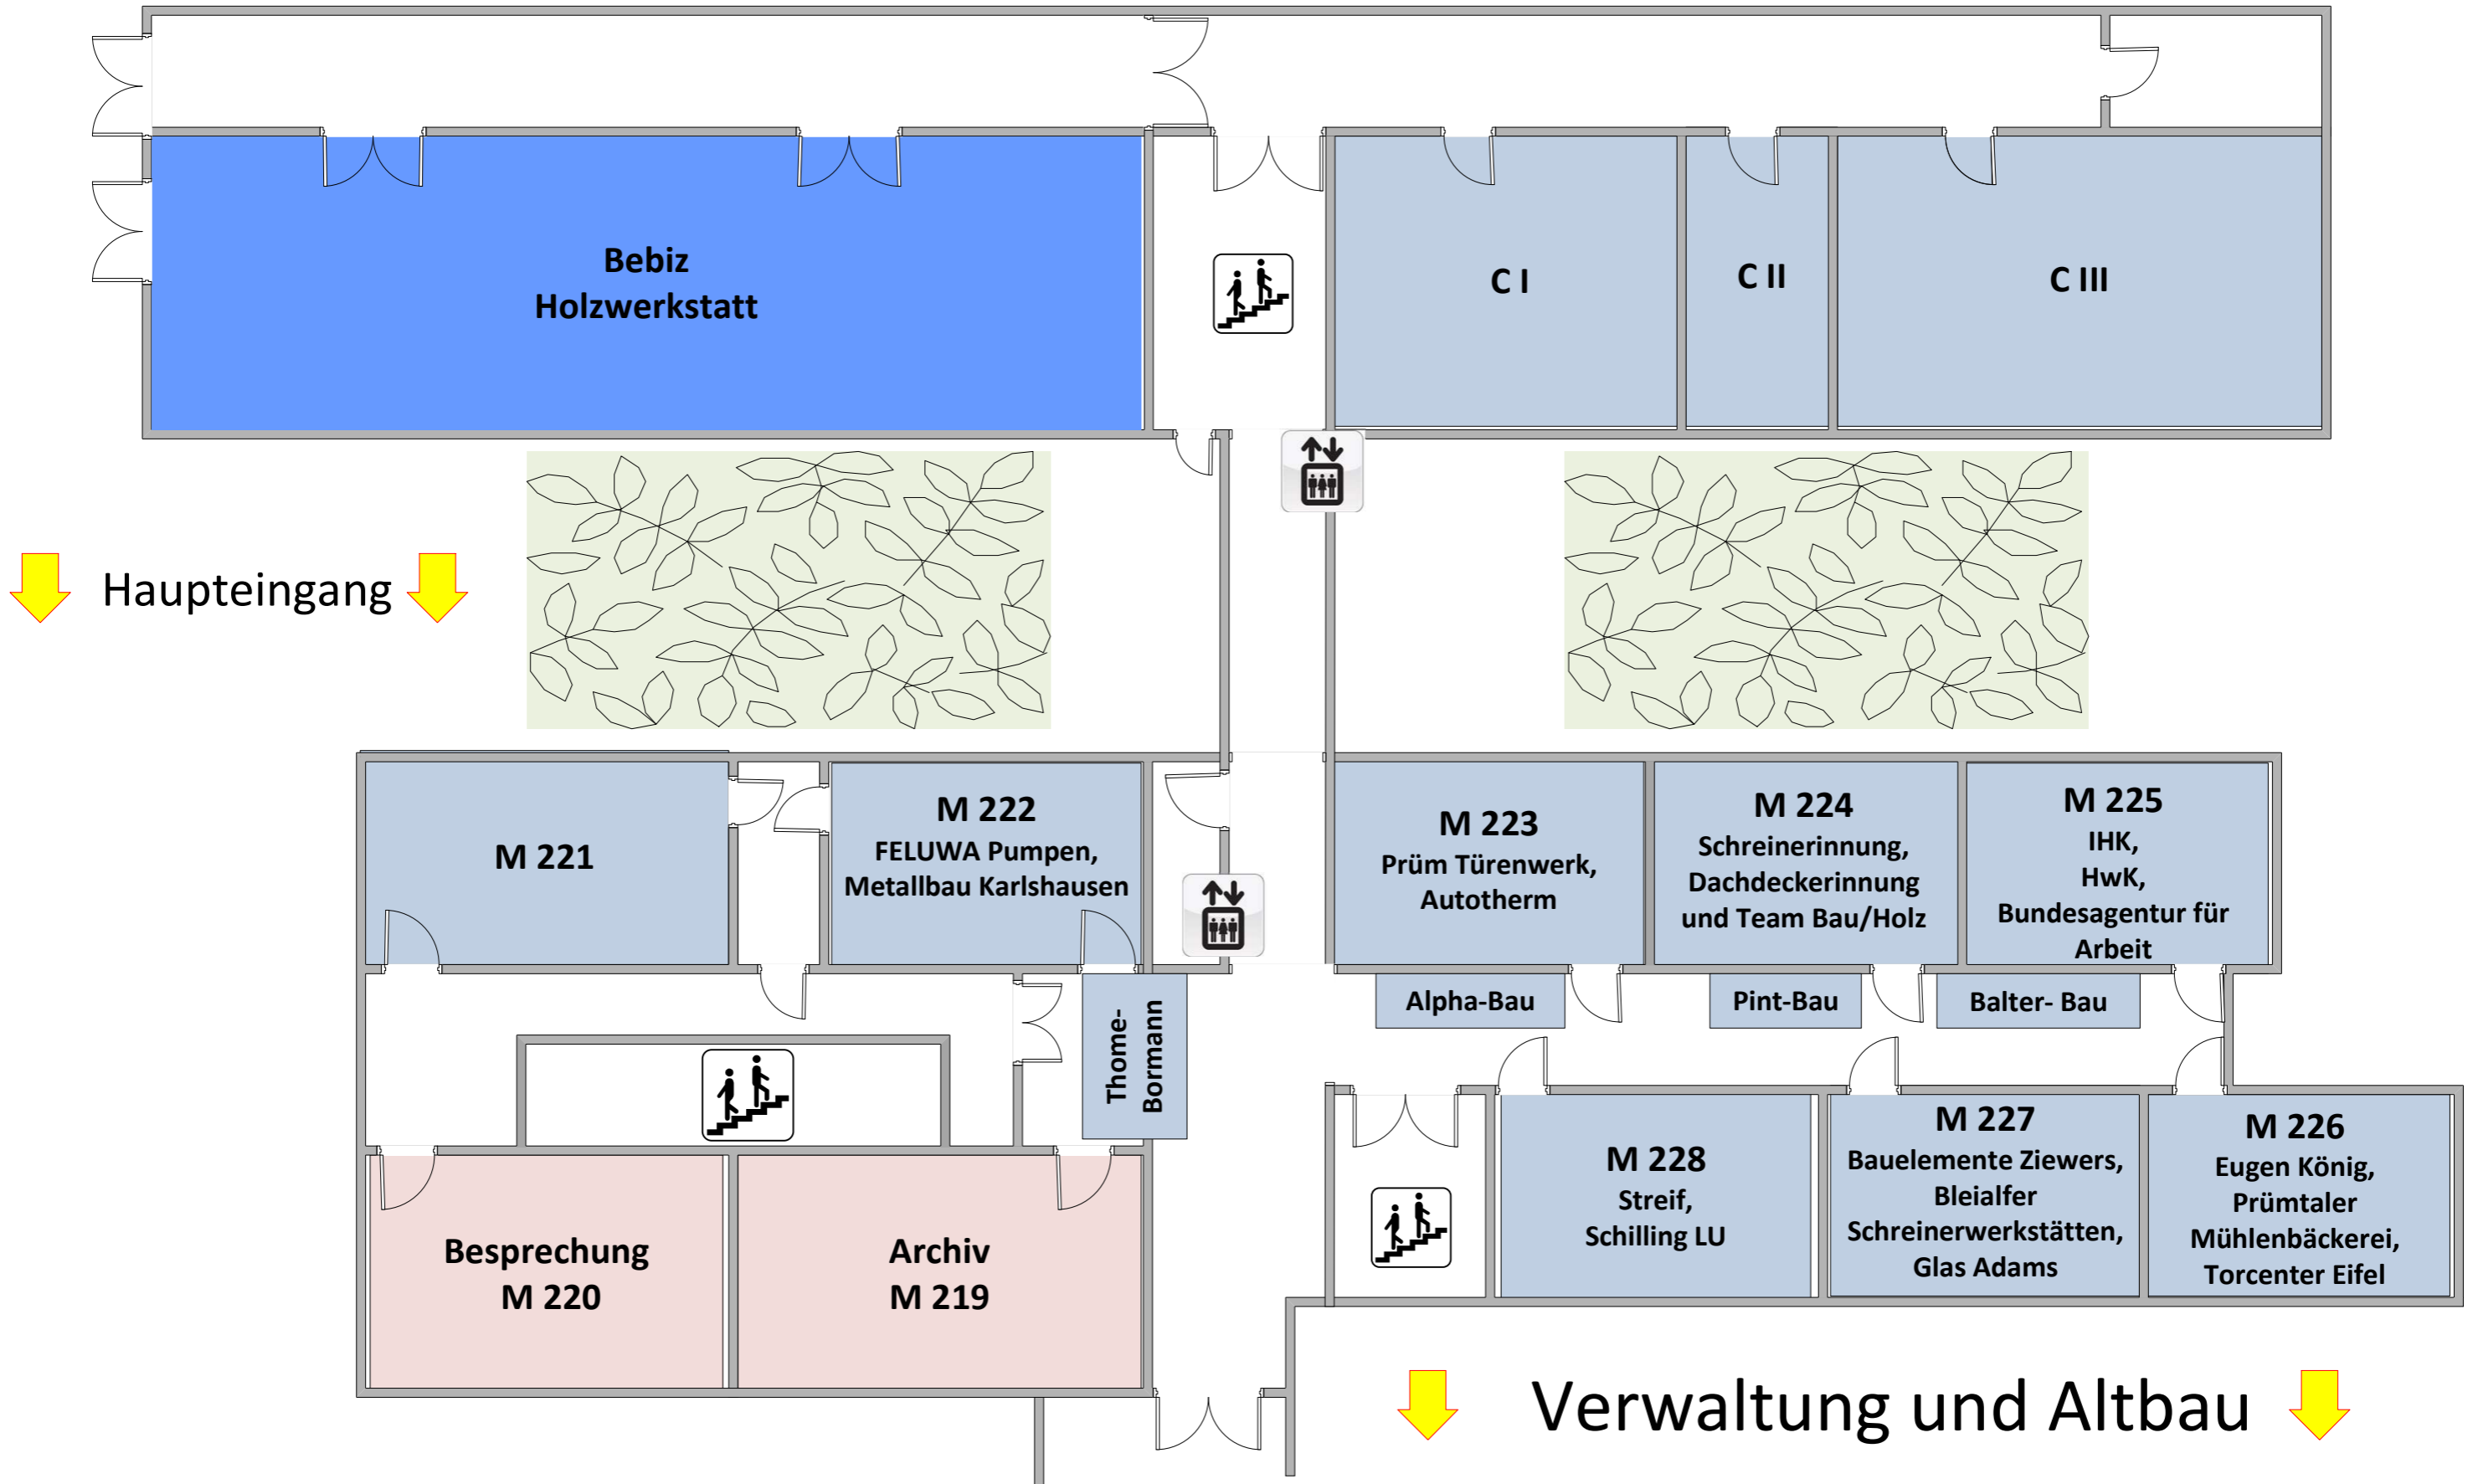 Bebiz
Holzwerkstatt
C I
C II
C III
Haupteingang
M 221
M 222
FELUWA Pumpen,
Metallbau Karlshausen
M 223
Prüm Türenwerk,
Autotherm
M 224
Schreinerinnung,
Dachdeckerinnung
und Team Bau/Holz
M 225
IHK,
HwK,
Bundesagentur für
Arbeit
Thome-
Bormann
Alpha-Bau
Pint-Bau
Balter- Bau
Besprechung
M 220
Archiv
M 219
M 228
Streif,
Schilling LU
M 227
Bauelemente Ziewers,
Bleialfer
Schreinerwerkstätten,
Glas Adams
M 226
Eugen König,
Prümtaler
Mühlenbäckerei,
Torcenter Eifel
Verwaltung und Altbau